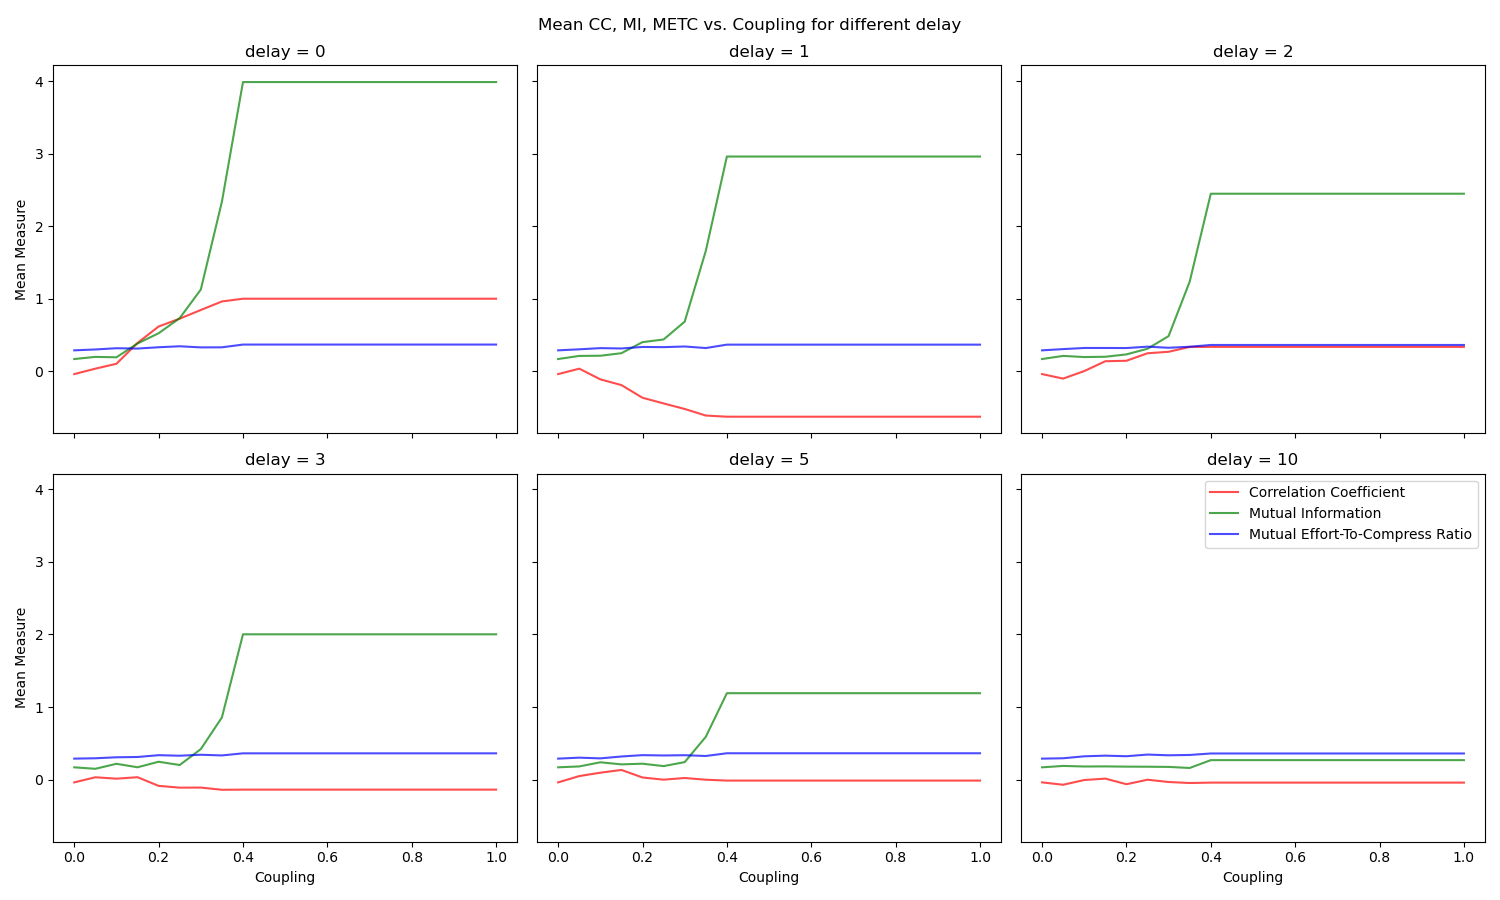 Mean CC, MI, METC vs. Coupling for different delay
delay = 0
delay = 1
delay = 2
4
3
2
1
0
Mean Measure
delay = 3
delay = 5
delay = 10
Correlation Coefficient
Mutual Information
Mutual Effort-To-Compress Ratio
4
3
2
1
0
Mean Measure
0.0 0.2 0.4 0.6 0.8 1.0
0.0 0.2 0.4 0.6 0.8 1.0
0.0 0.2 0.4 0.6 0.8 1.0
Coupling
Coupling
Coupling